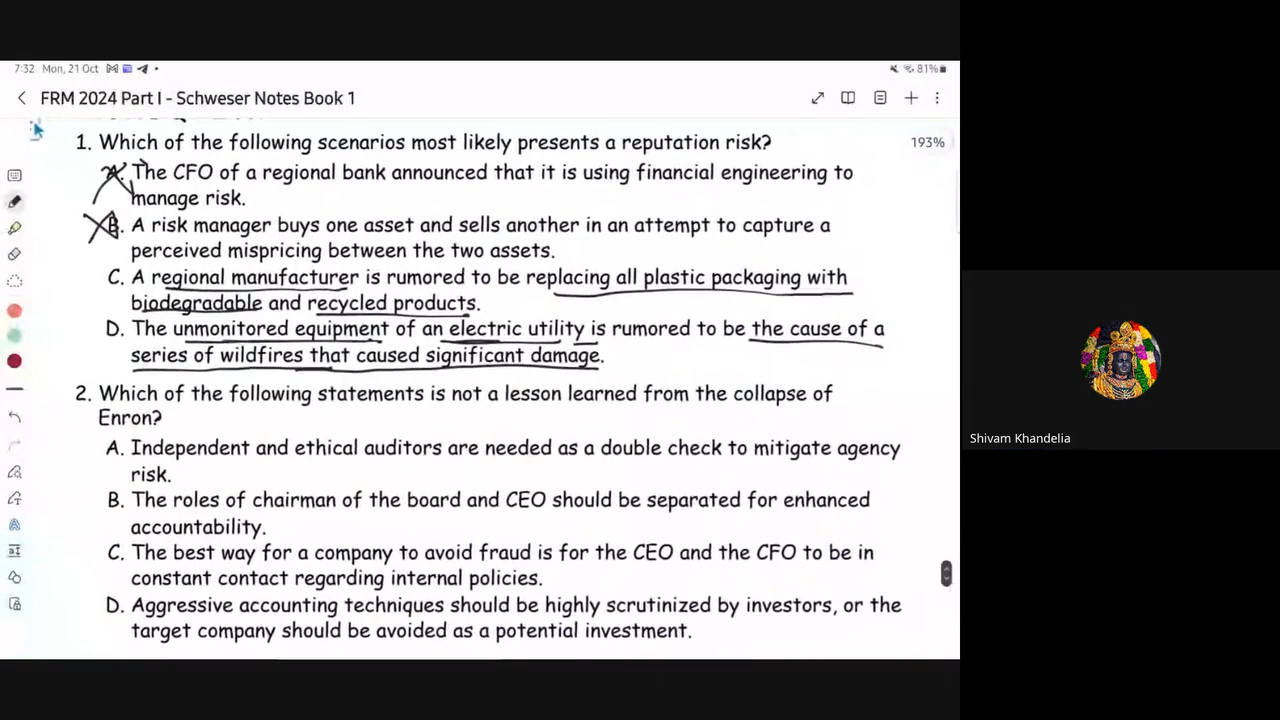 7:32 Mon, 21 Oct
81%
FRM 2024 Part I - Schweser Notes Book 1
193%
1. Which of the following scenarios most likely presents a reputation risk?
A. The CFO of a regional bank announced that it is using financial engineering to
manage risk.
B. A risk manager buys one asset and sells another in an attempt to capture a
perceived mispricing between the two assets.
C. A regional manufacturer is rumored to be replacing all plastic packaging with
biodegradable and recycled products.
D. The unmonitored equipment of an electric utility is rumored to be the cause of a
series of wildfires that caused significant damage.
2. Which of the following statements is not a lesson learned from the collapse of
Enron?
A. Independent and ethical auditors are needed as a double check to mitigate agency
risk.
B. The roles of chairman of the board and CEO should be separated for enhanced
accountability.
C. The best way for a company to avoid fraud is for the CEO and the CFO to be in
constant contact regarding internal policies.
D. Aggressive accounting techniques should be highly scrutinized by investors, or the
target company should be avoided as a potential investment.
Shivam Khandelia